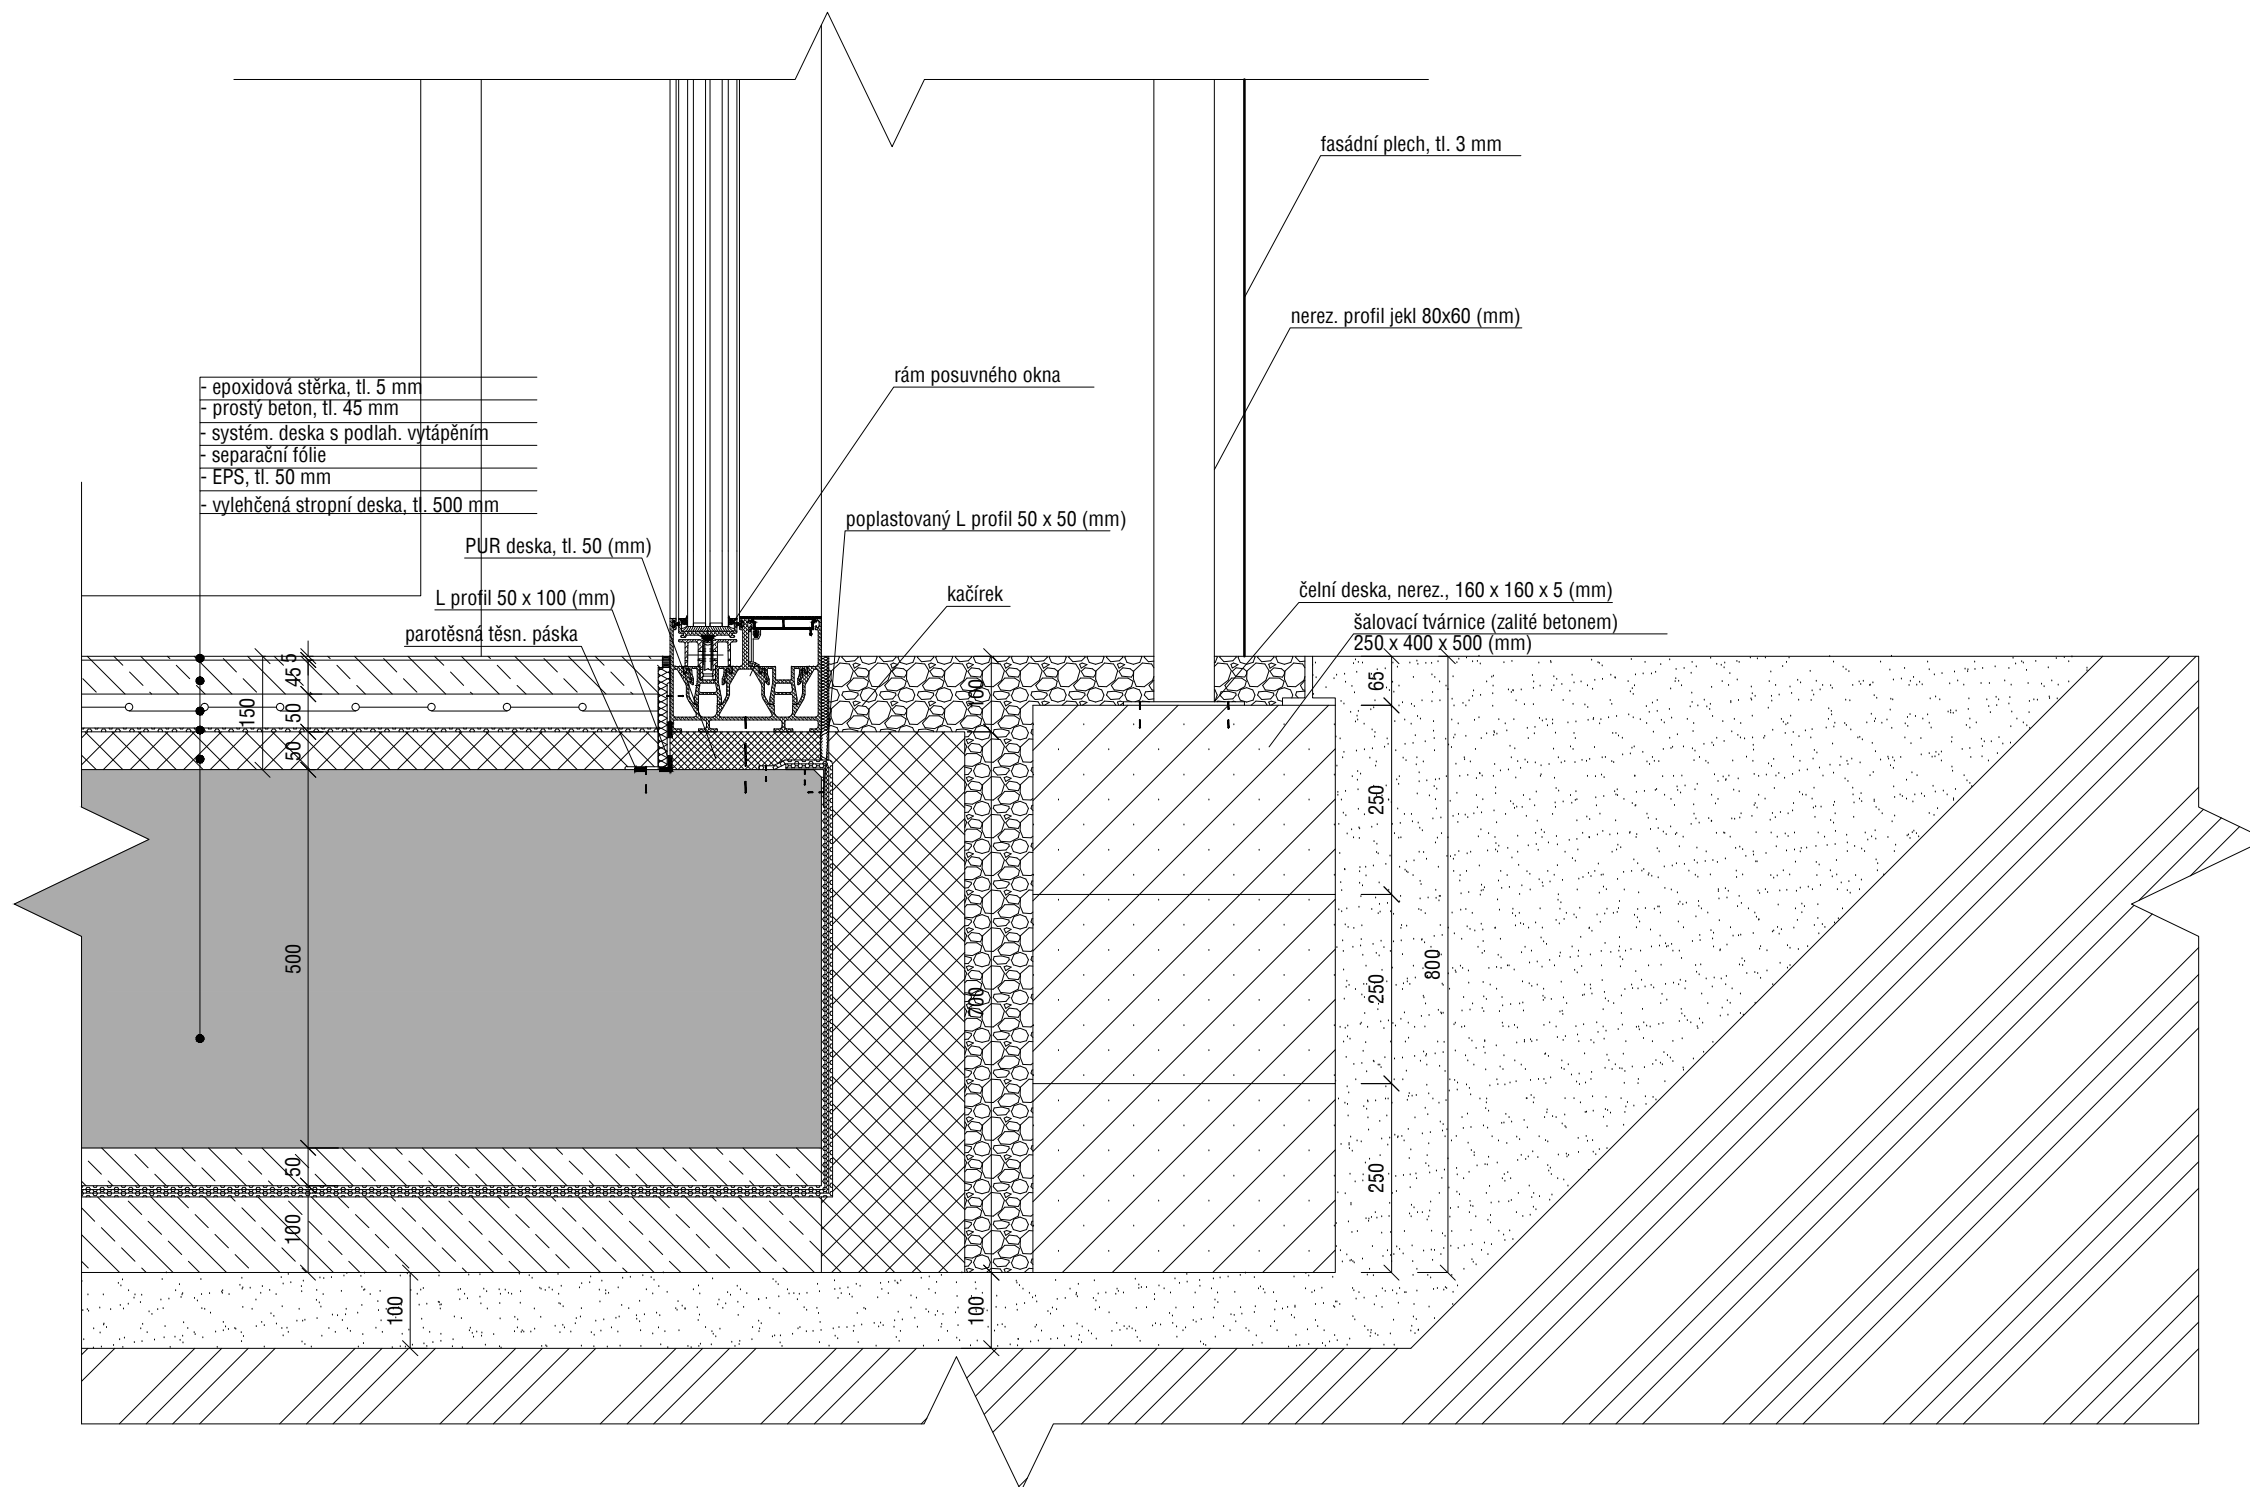 fasádní plech, tl. 3 mm
nerez. profil jekl 80x60 (mm)
rám posuvného okna
- epoxidová stěrka, tl. 5 mm
- prostý beton, tl. 45 mm
- systém. deska s podlah. vytápěním
- separační fólie
- EPS, tl. 50 mm
- vylehčená stropní deska, tl. 500 mm
poplastovaný L profil 50 x 50 (mm)
PUR deska, tl. 50 (mm)
L profil 50 x 100 (mm)
parotěsná těsn. páska
kačírek
čelní deska, nerez., 160 x 160 x 5 (mm)
šalovací tvárnice (zalité betonem)
250 x 400 x 500 (mm)
5
45
150
50
50
500
50
100
100
100
700
100
65
250
250
250
800